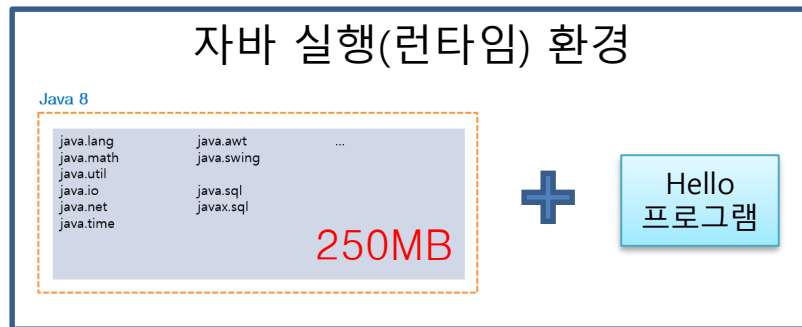 자바 실행(런타임) 환경
Java 8
java.lang java.awt ...
java.math java.swing
java.util
java.io java.sql
java.net javax.sql
java.time
250MB
Hello
프로그램